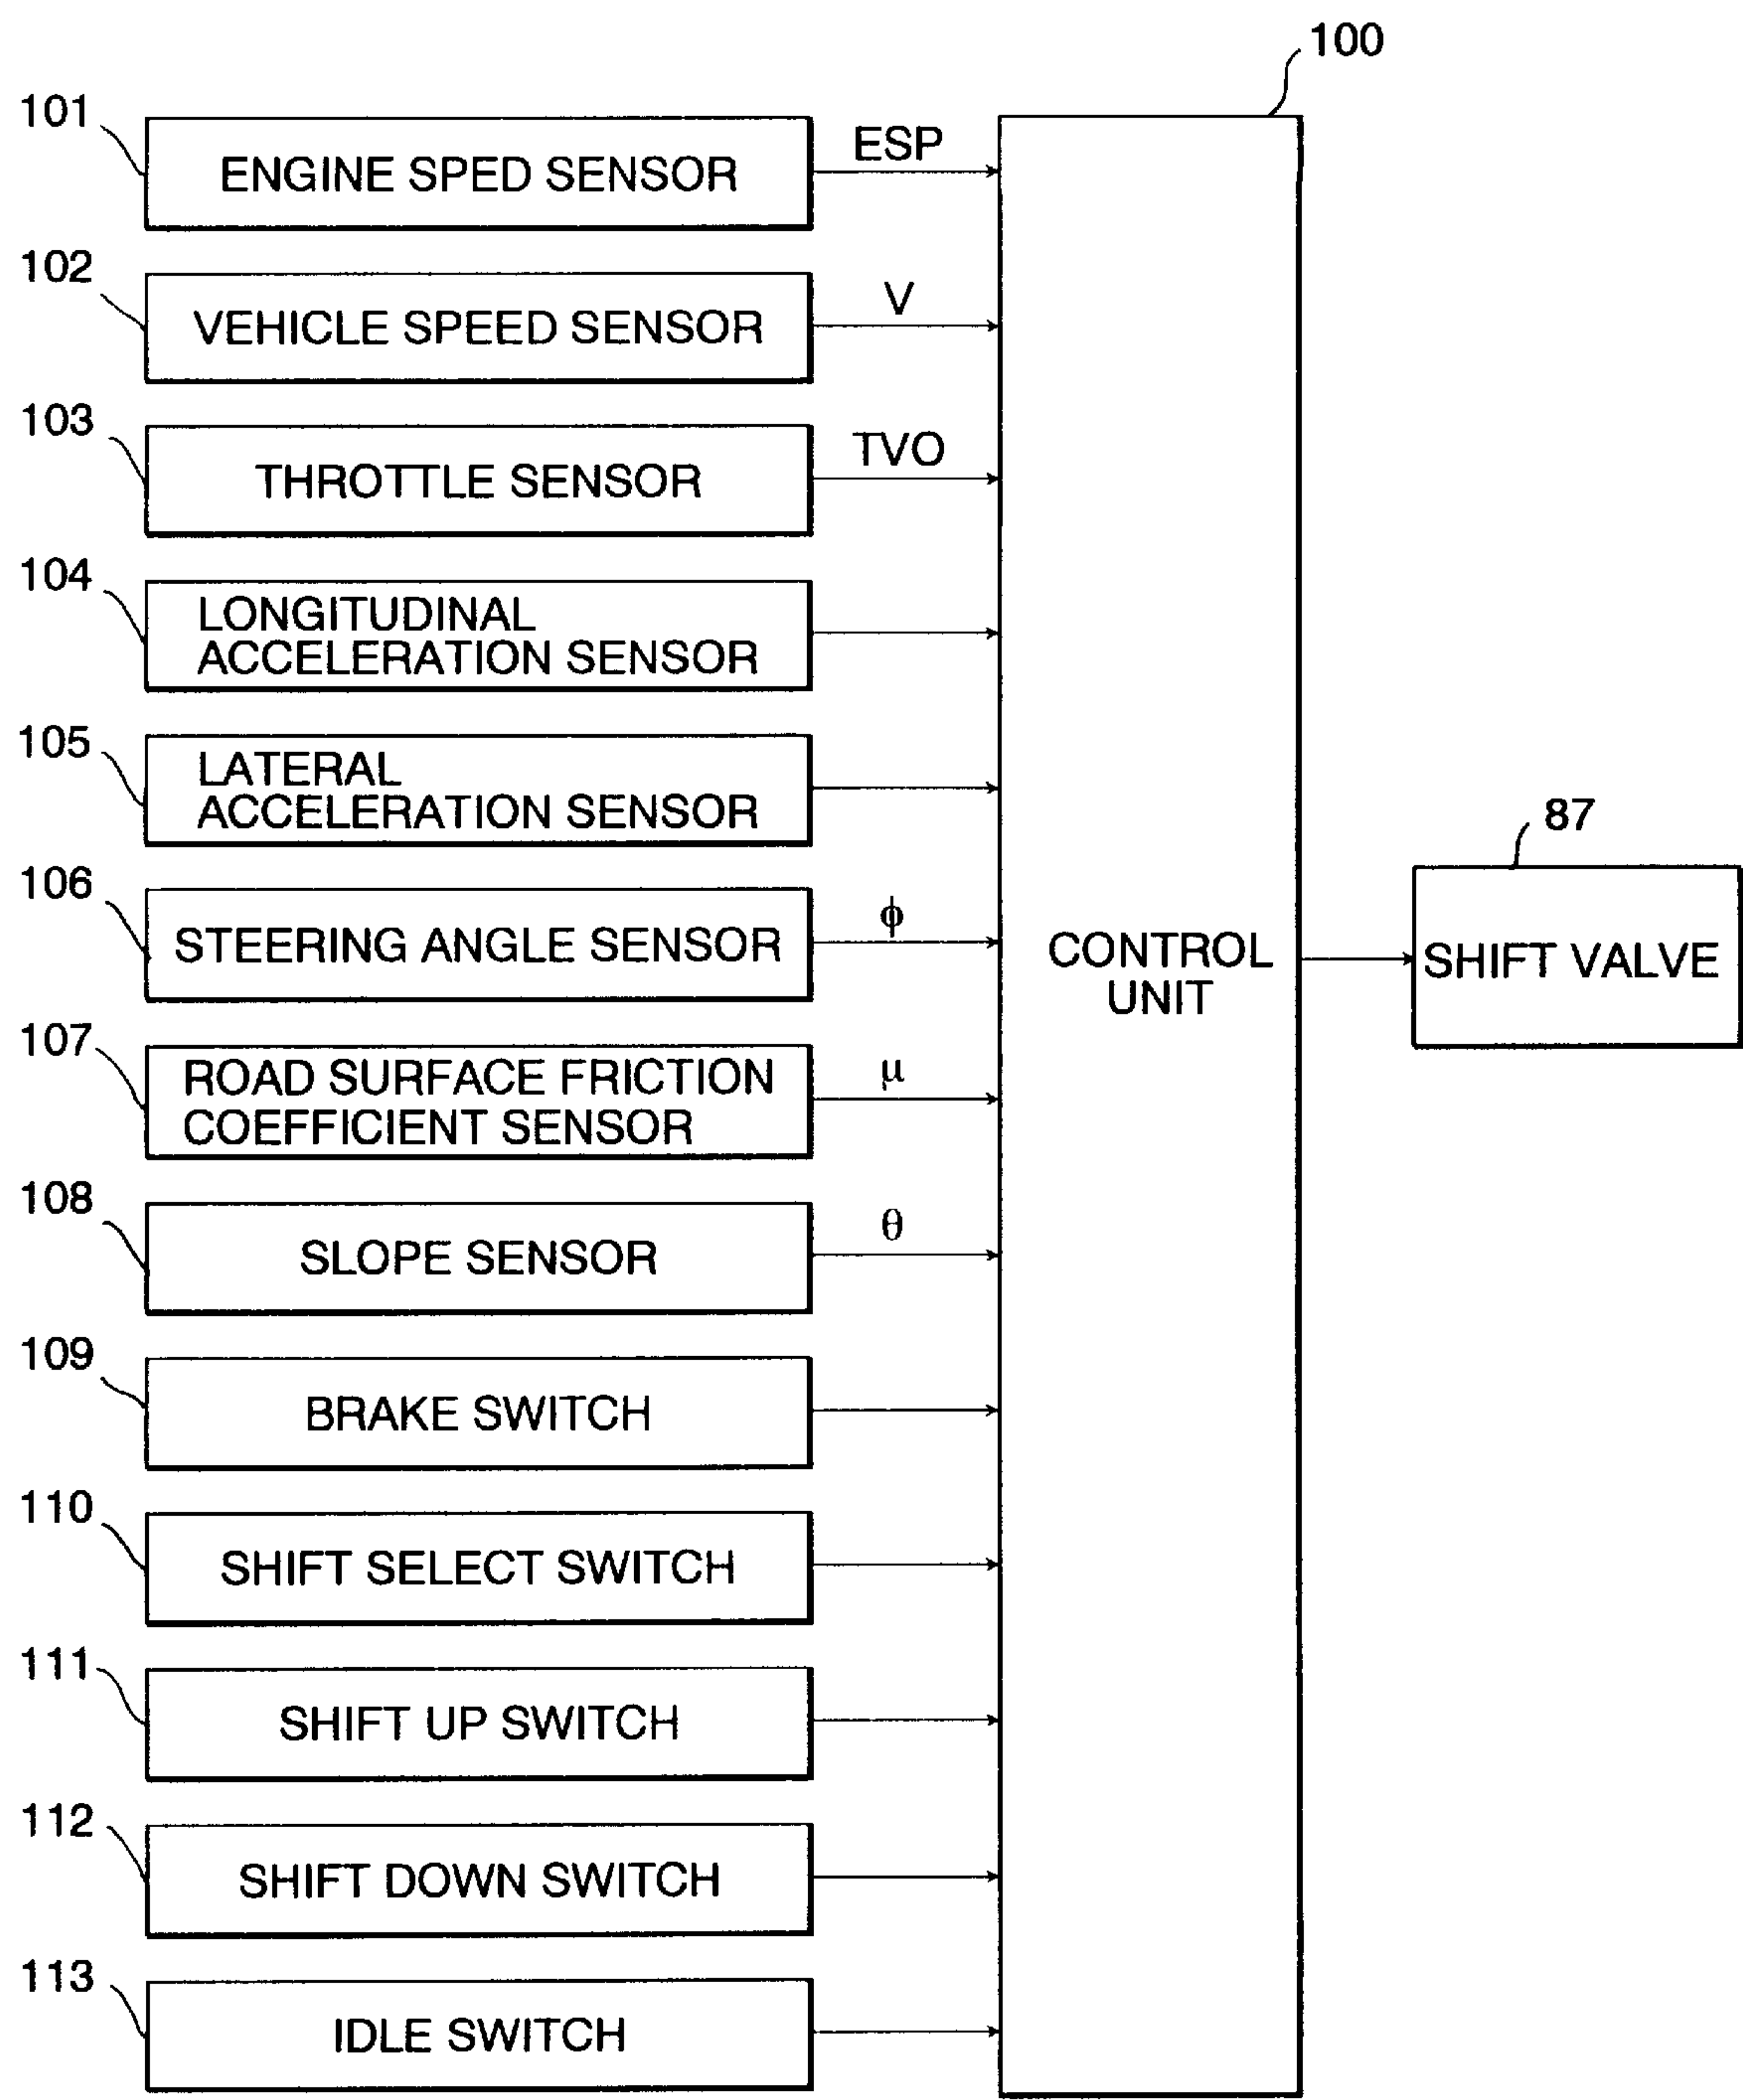 100
101
ENGINE SPED SENSOR
ESP
102
VEHICLE SPEED SENSOR
V
103
THROTTLE SENSOR
TVO
104
LONGITUDINAL
ACCELERATION SENSOR
105
LATERAL
ACCELERATION SENSOR
106
STEERING ANGLE SENSOR
ϕ
107
ROAD SURFACE FRICTION
COEFFICIENT SENSOR
μ
108
SLOPE SENSOR
θ
109
BRAKE SWITCH
110
SHIFT SELECT SWITCH
111
SHIFT UP SWITCH
112
SHIFT DOWN SWITCH
113
IDLE SWITCH
CONTROL
UNIT
87
SHIFT VALVE